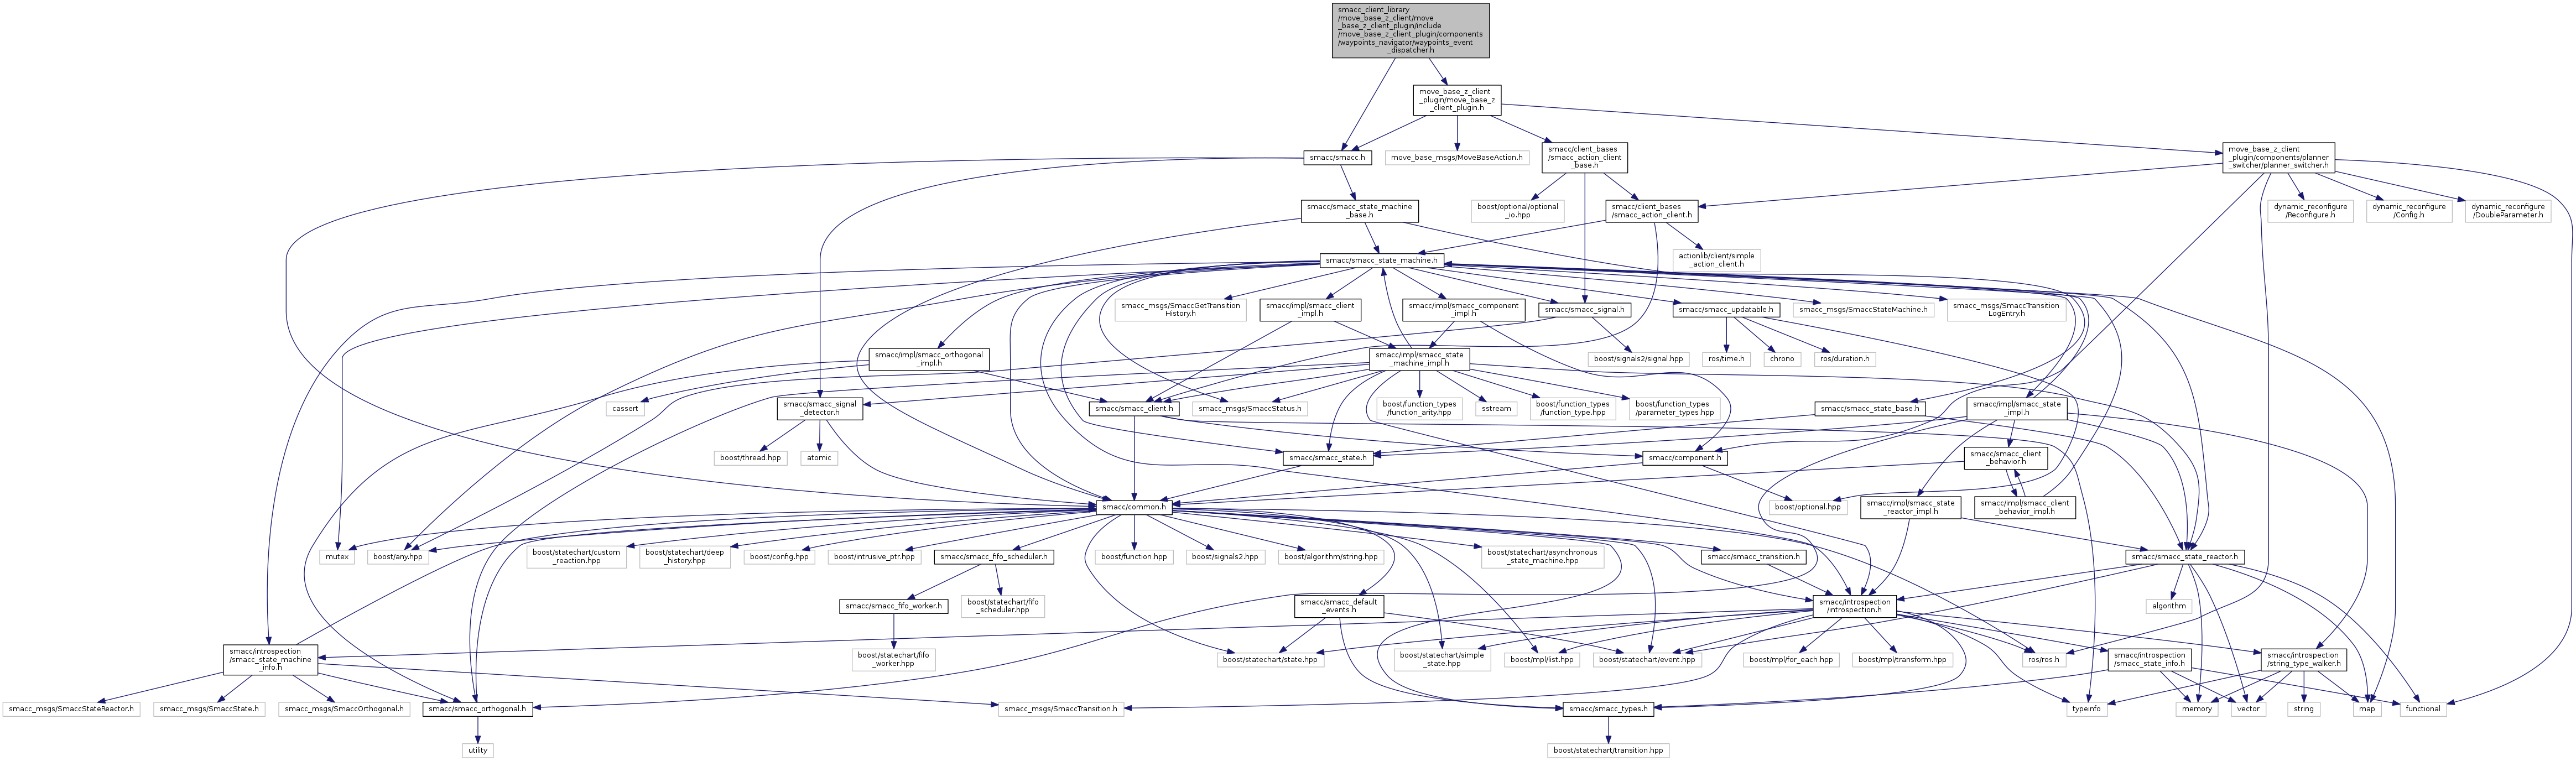 smacc_client_library
/move_base_z_client/move
_base_z_client_plugin/include
/move_base_z_client_plugin/components
/waypoints_navigator/waypoints_event
_dispatcher.h
move_base_z_client
_plugin/move_base_z
_client_plugin.h
smacc/smacc.h
move_base_msgs/MoveBaseAction.h
smacc/client_bases
/smacc_action_client
_base.h
move_base_z_client
_plugin/components/planner
_switcher/planner_switcher.h
smacc/smacc_state_machine
_base.h
boost/optional/optional
_io.hpp
smacc/client_bases
/smacc_action_client.h
dynamic_reconfigure
/Reconfigure.h
dynamic_reconfigure
/Config.h
dynamic_reconfigure
/DoubleParameter.h
smacc/smacc_state_machine.h
actionlib/client/simple
_action_client.h
smacc_msgs/SmaccGetTransition
History.h
smacc/impl/smacc_client
_impl.h
smacc/impl/smacc_component
_impl.h
smacc/smacc_signal.h
smacc/smacc_updatable.h
smacc_msgs/SmaccStateMachine.h
smacc_msgs/SmaccTransition
LogEntry.h
smacc/impl/smacc_orthogonal
_impl.h
smacc/impl/smacc_state
_machine_impl.h
boost/signals2/signal.hpp
ros/time.h
chrono
ros/duration.h
cassert
smacc/smacc_signal
_detector.h
smacc/smacc_client.h
smacc_msgs/SmaccStatus.h
boost/function_types
/function_arity.hpp
sstream
boost/function_types
/function_type.hpp
boost/function_types
/parameter_types.hpp
smacc/smacc_state_base.h
smacc/impl/smacc_state
_impl.h
boost/thread.hpp
atomic
smacc/smacc_state.h
smacc/component.h
smacc/smacc_client
_behavior.h
smacc/common.h
boost/optional.hpp
smacc/impl/smacc_state
_reactor_impl.h
smacc/impl/smacc_client
_behavior_impl.h
mutex
boost/any.hpp
boost/statechart/custom
_reaction.hpp
boost/statechart/deep
_history.hpp
boost/config.hpp
boost/intrusive_ptr.hpp
smacc/smacc_fifo_scheduler.h
boost/function.hpp
boost/signals2.hpp
boost/algorithm/string.hpp
boost/statechart/asynchronous
_state_machine.hpp
smacc/smacc_transition.h
smacc/smacc_state_reactor.h
smacc/smacc_fifo_worker.h
boost/statechart/fifo
_scheduler.hpp
smacc/smacc_default
_events.h
smacc/introspection
/introspection.h
algorithm
smacc/introspection
/smacc_state_machine
_info.h
boost/statechart/fifo
_worker.hpp
boost/statechart/state.hpp
boost/statechart/simple
_state.hpp
boost/mpl/list.hpp
boost/statechart/event.hpp
boost/mpl/for_each.hpp
boost/mpl/transform.hpp
ros/ros.h
smacc/introspection
/smacc_state_info.h
smacc/introspection
/string_type_walker.h
smacc_msgs/SmaccStateReactor.h
smacc_msgs/SmaccState.h
smacc_msgs/SmaccOrthogonal.h
smacc/smacc_orthogonal.h
smacc_msgs/SmaccTransition.h
smacc/smacc_types.h
typeinfo
memory
vector
string
map
functional
utility
boost/statechart/transition.hpp